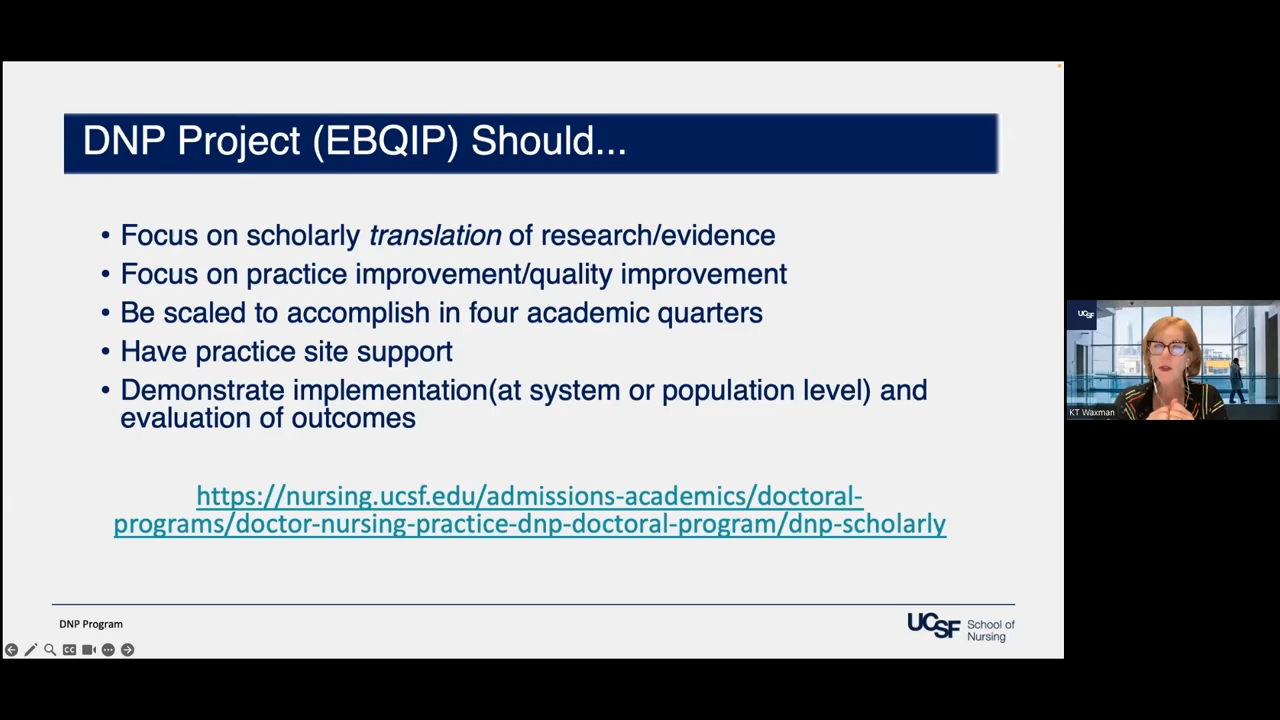 DNP Project (EBQIP) Should...
• Focus on scholarly translation of research/evidence
• Focus on practice improvement/quality improvement
• Be scaled to accomplish in four academic quarters
• Have practice site support
• Demonstrate implementation(at system or population level) and
evaluation of outcomes
https://nursing.ucsf.edu/admissions-academics/doctoral-
programs/doctor-nursing-practice-dnp-doctoral-program/dnp-scholarly
DNP Program
UCSF School of
Nursing
CC
UCSF
KT Waxman